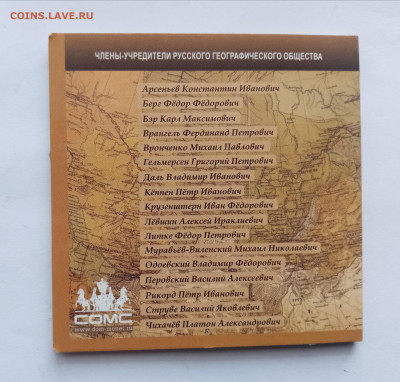 COINS.LAVE.RU
ЧЛЕНЫ-УЧРЕДИТЕЛИ РУССКОГО ГЕОГРАФИЧЕСКОГО ОБЩЕСТВА
Арсеньев Константин Иванович
Берг Фёдор Фёдорович
Бэр Карл Максимович
Врангель Фердинанд Петрович
Вронченко Михаил Павлович
Гельмерсен Григорий Петрович
Даль Владимир Иванович
Кёппен Пётр Иванович
Крузенштерн Иван Фёдорович
Лёвшин Алексей Ираклиевич
Литке Фёдор Петрович
Муравьёв-Виленский Михаил Николаевич
Одоевский Владимир Фёдорович
Перовский Василий Алексеевич
Рикорд Пётр Иванович
Струве Василий Яковлевич
Чихачёв Платон Александрович
СОМС
www.dom-monet.ru